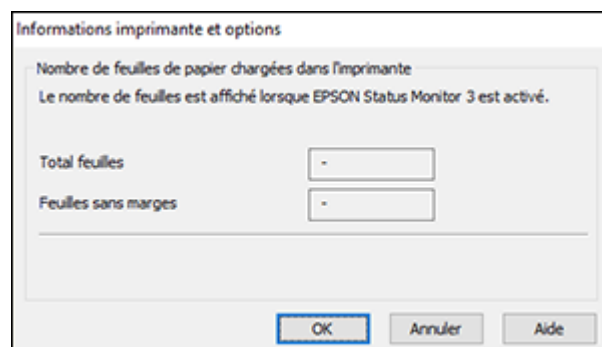 Informations imprimante et options
Nombre de feuilles de papier chargées dans l'imprimante
Le nombre de feuilles est affiché lorsque EPSON Status Monitor 3 est activé.
Total feuilles
-
Feuilles sans marges
-
OK Annuler Aide